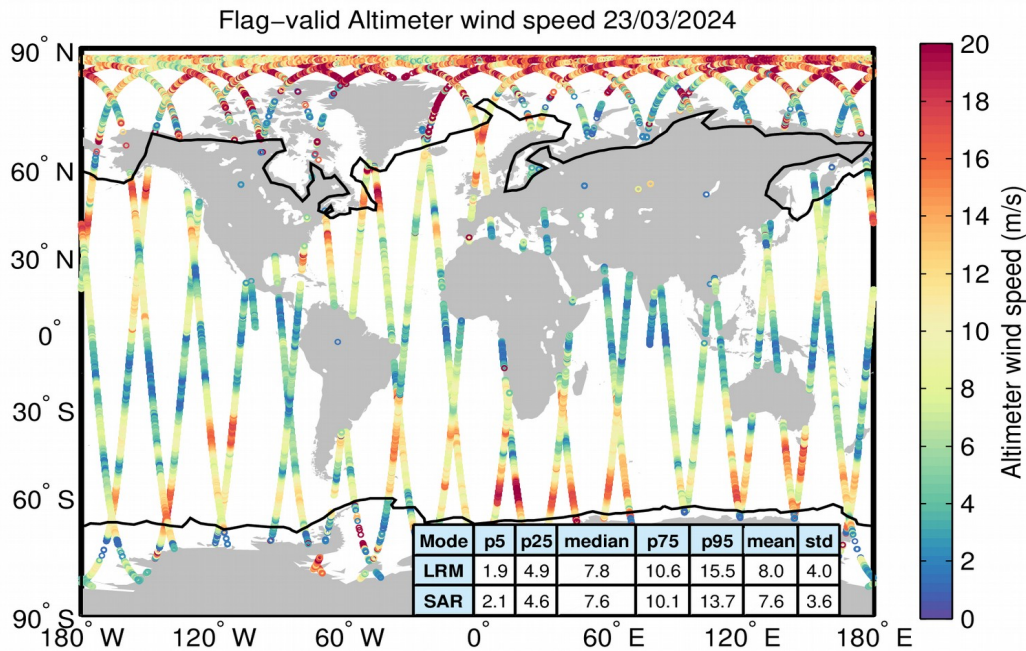 Flag-valid Altimeter wind speed 23/03/2024
90° N
60° N
30° N
0°
30° S
60° S
90° S
180° W
120° W
60° W
0°
60° E
120° E
180° E
Mode p5 p25 median p75 p95 mean std
LRM 1.9 4.9 7.8 10.6 15.5 8.0 4.0
SAR 2.1 4.6 7.6 10.1 13.7 7.6 3.6
20
18
16
14
12
10
8
6
4
2
0
Altimeter wind speed (m/s)